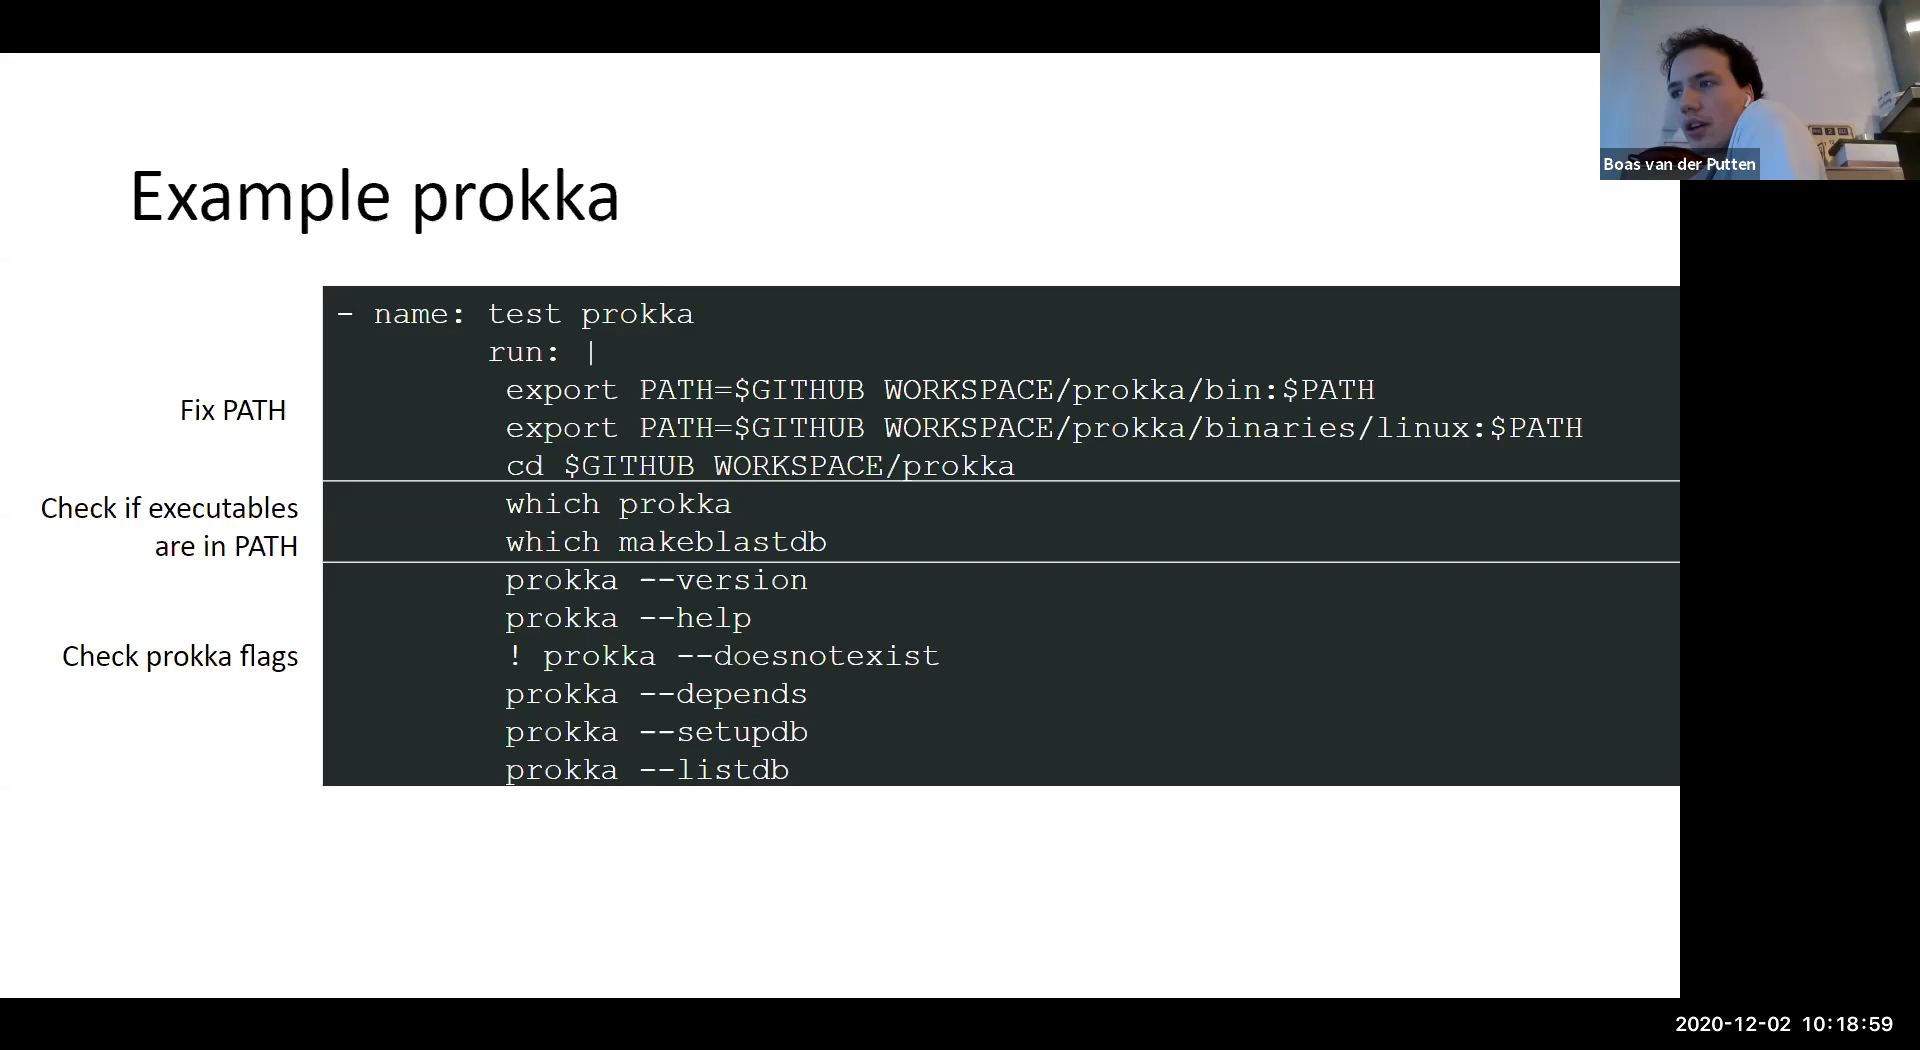 Boas van der Putten
Example prokka
- name: test prokka
run: |
export PATH=$GITHUB WORKSPACE/prokka/bin:$PATH
Fix PATH
export PATH=$GITHUB WORKSPACE/prokka/binaries/linux:$PATH
cd $GITHUB WORKSPACE/prokka
Check if executables
are in PATH
which prokka
which makeblastdb
prokka --version
prokka --help
Check prokka flags
! prokka --doesnotexist
prokka --depends
prokka --setupdb
prokka --listdb
2020-12-02 10:18:59